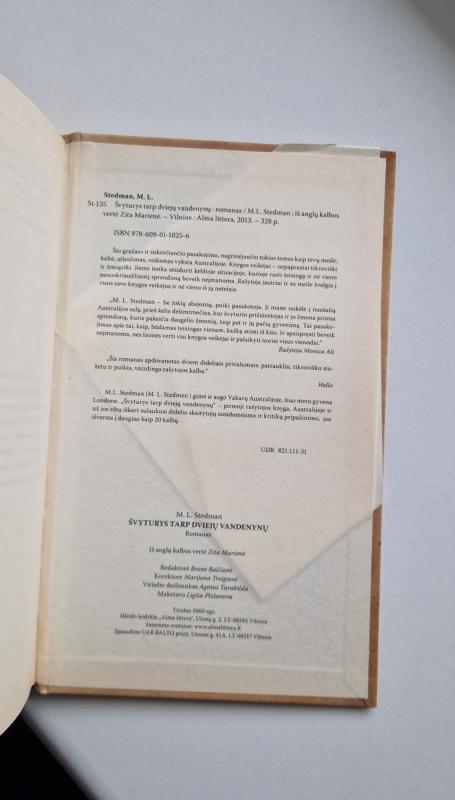 Stedman, M. L.
St-135 Švyturys tarp dviejų vandenynų : romanas / M.L. Stedman ; iš anglų kalbos
vertė Zita Marienė. – Vilnius : Alma littera, 2013. – 328 p.
ISBN 978-609-01-1025-6
Šio gražaus ir sukrečiančio pasakojimo, nagrinėjančio tokias temas kaip tėvų meilė,
kaltė, atleidimas, veiksmas vyksta Australijoje. Knygos veikėjai – nepaprastai tikroviški
ir žmogiški. Jiems tenka atsidurti keblioje situacijoje, kurioje rasti teisingą ir nė vieno
nenuskriaudžiantį sprendimą beveik neįmanoma. Rašytoja jautriai ir su meile žvelgia į
visus savo knygos veikėjus ir nė vieno iš jų neteisia.
„M. L. Stedman – be jokių abejonių, puiki pasakotoja. Ji mane nukėlė į nuošalią
Australijos salą, prieš kelis dešimtmečius, kur švyturio prižiūrėtojas ir jo žmona priima
sprendimą, kuris pakeičia daugelio žmonių, taip pat ir jų pačių gyvenimą. Tai pasako-
jimas apie tai, kaip, būdamas teisingas vienam, kažką atimi iš kito. Ir apsispręsti beveik
neįmanoma, nes laimės verti visi knygos veikėjai ir palaikyti norisi visus vienodai.“
Rašytoja Monica Ali
„Šis romanas apdovanotas dviem dideliais privalumais: patraukliu, tikrovišku siu-
žetu ir puikia, vaizdinga rašytojos kalba.“
Hello
M.L. Stedman (M. L. Stedmen) gimė ir augo Vakarų Australijoje, šiuo metu gyvena
Londone. „Švyturys tarp dviejų vandenynų“ – pirmoji rašytojos knyga, Australijoje ir
už jos ribų iškart sulaukusi didelio skaitytojų susidomėjimo ir kritikų pripažinimo, jau
išversta į daugiau kaip 20 kalbų.
UDK 821.111-31
M. L. Stedman
ŠVYTURYS TARP DVIEJŲ VANDENYNŲ
Romanas
Iš anglų kalbos vertė Zita Marienė
Redaktorė Bronė Balčienė
Korektorė Marijona Treigienė
Viršelio dailininkas Agnius Tarabilda
Maketavo Ligita Plešanova
Tiražas 2000 egz.
Išleido leidykla „Alma littera“, Ulonų g. 2, LT-08245 Vilnius
Interneto svetainė: www.almalittera.lt
Spausdino UAB BALTO print, Utenos g. 41A, LT-08217 Vilnius